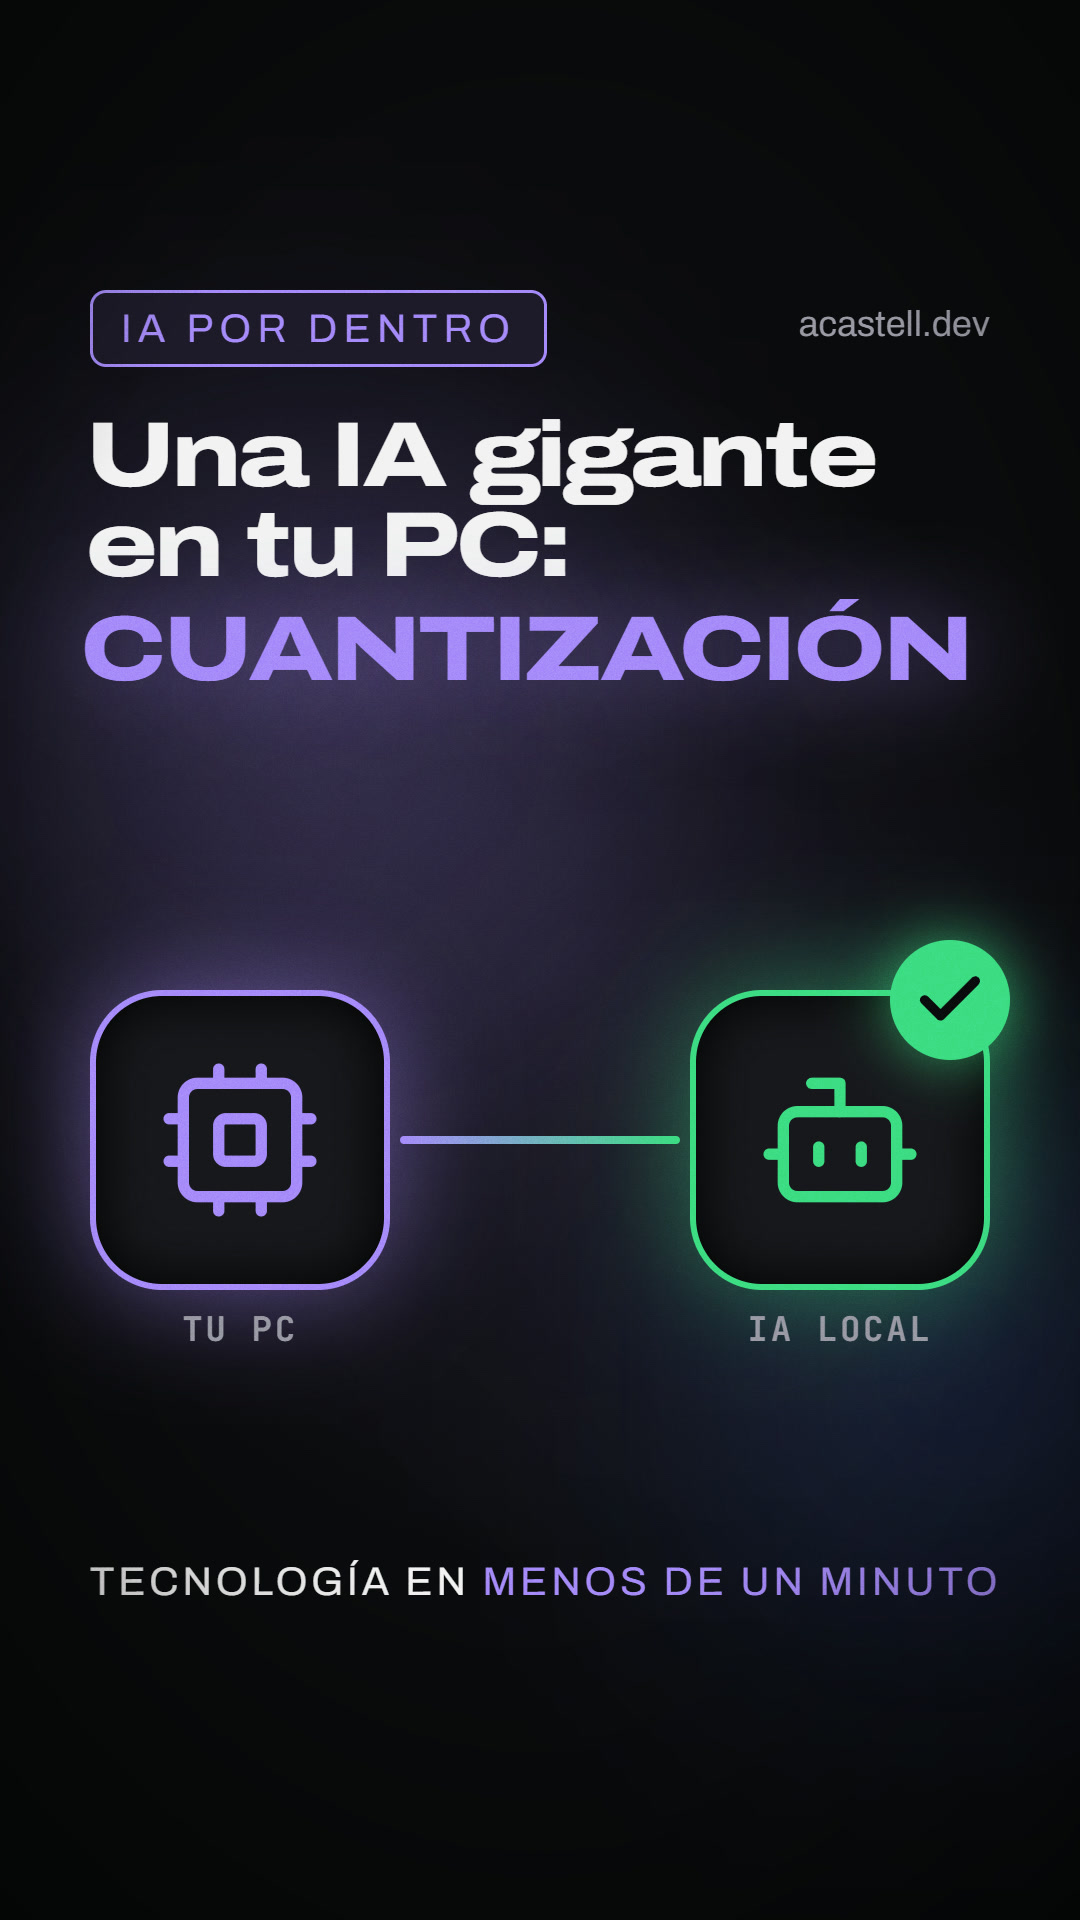 IA POR DENTRO
acastell.dev
Una IA gigante
en tu PC:
CUANTIZACIÓN
TU PC
IA LOCAL
TECNOLOGÍA EN MENOS DE UN MINUTO